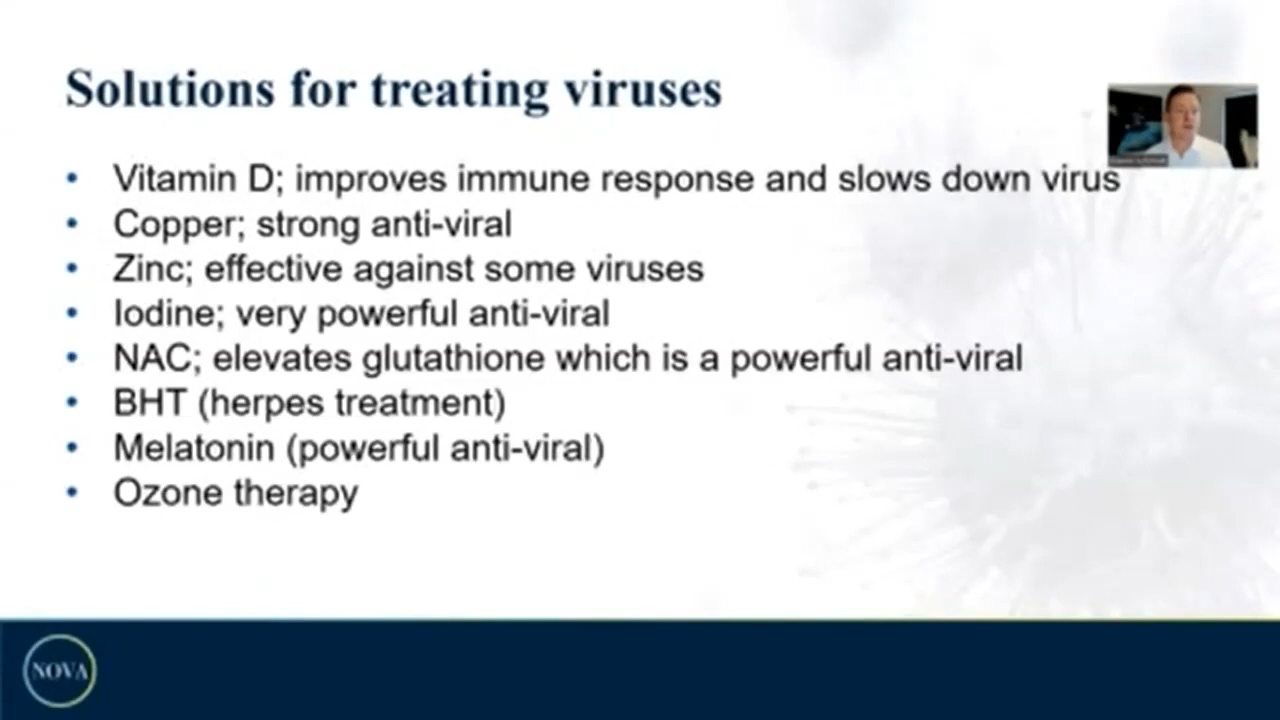 Solutions for treating viruses
• Vitamin D; improves immune response and slows down virus
• Copper; strong anti-viral
• Zinc; effective against some viruses
• Iodine; very powerful anti-viral
• NAC; elevates glutathione which is a powerful anti-viral
• BHT (herpes treatment)
• Melatonin (powerful anti-viral)
• Ozone therapy
NOVA